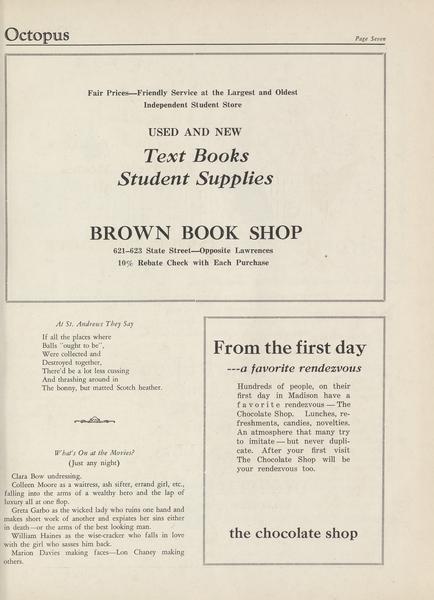 Octopus
Page Seven
Fair Prices—Friendly Service at the Largest and Oldest
Independent Student Store
USED AND NEW
Text Books
Student Supplies
BROWN BOOK SHOP
621-623 State Street—Opposite Lawrences
10% Rebate Check with Each Purchase
At St. Andrews They Say
If all the places where
Balls "ought to be",
Were collected and
Destroyed together,
There'd be a lot less cussing
And thrashing around in
The bonny, but matted Scotch heather.
What's On at the Movies?
(Just any night)
Clara Bow undressing.
Colleen Moore as a waitress, ash sifter, errand girl, etc.,
falling into the arms of a wealthy hero and the lap of
luxury all at one flop.
Greta Garbo as the wicked lady who ruins one hand and
makes short work of another and expiates her sins either
in death—or the arms of the best looking man.
William Haines as the wise-cracker who falls in love
with the girl who sasses him back.
Marion Davies making faces—Lon Chaney making
others.
From the first day
---a favorite rendezvous
Hundreds of people, on their
first day in Madison have a
favorite rendezvous — The
Chocolate Shop. Lunches, re-
freshments, candies, novelties.
An atmosphere that many try
to imitate — but never dupli-
cate. After your first visit
The Chocolate Shop will be
your rendezvous too.
the chocolate shop